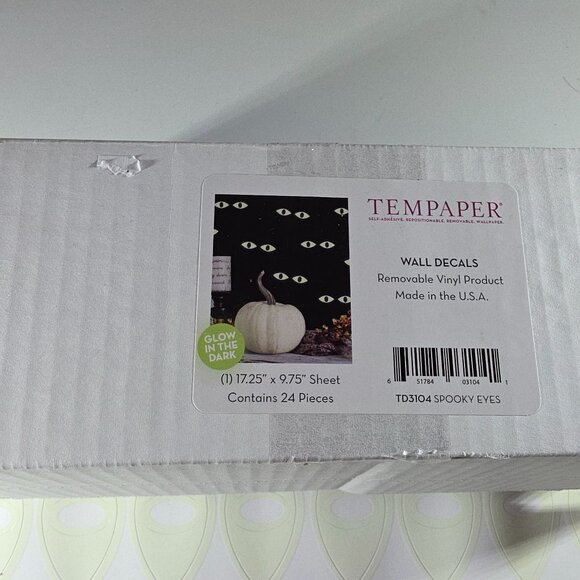 TEMPAPER®
SELF-ADHESIVE. REPOSITIONABLE. REMOVABLE. WALLPAPER.
WALL DECALS
Removable Vinyl Product
Made in the U.S.A.
GLOW
IN THE
DARK
(1) 17.25" x 9.75" Sheet
Contains 24 Pieces
6 51784 03104 1
TD3104 SPOOKY EYES